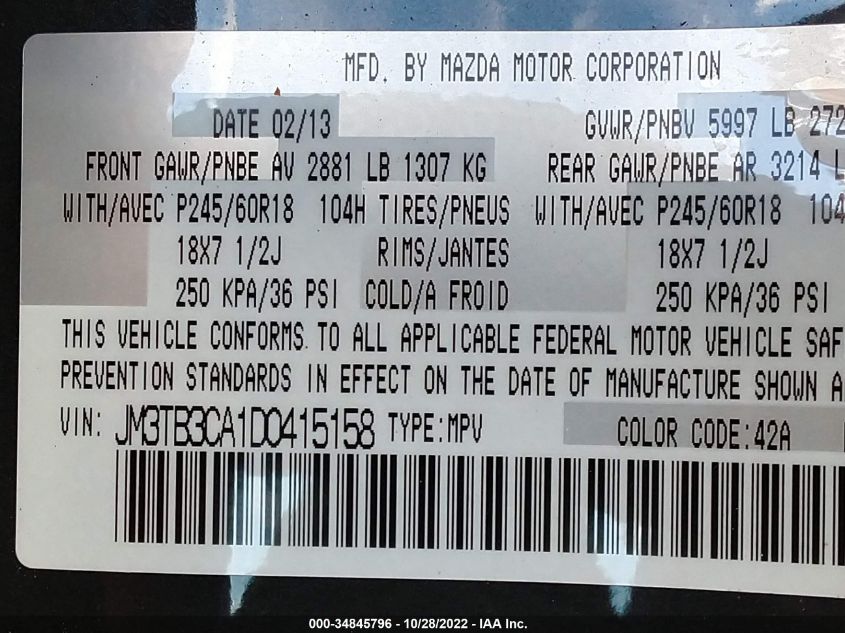 MFD. BY MAZDA MOTOR CORPORATION
DATE 02/13 GVWR/PNBV 5997 LB 272
FRONT GAWR/PNBE AV 2881 LB 1307 KG REAR GAWR/PNBE AR 3214 L
WITH/AVEC P245/60R18 104H TIRES/PNEUS WITH/AVEC P245/60R18 104
18X7 1/2J RIMS/JANTES 18X7 1/2J
250 KPA/36 PSI COLD/A FROID 250 KPA/36 PSI
THIS VEHICLE CONFORMS TO ALL APPLICABLE FEDERAL MOTOR VEHICLE SAF
PREVENTION STANDARDS IN EFFECT ON THE DATE OF MANUFACTURE SHOWN A
VIN: JM3TB3CA1D0415158 TYPE:MPV COLOR CODE:42A
000-34845796 - 10/28/2022 - IAA Inc.